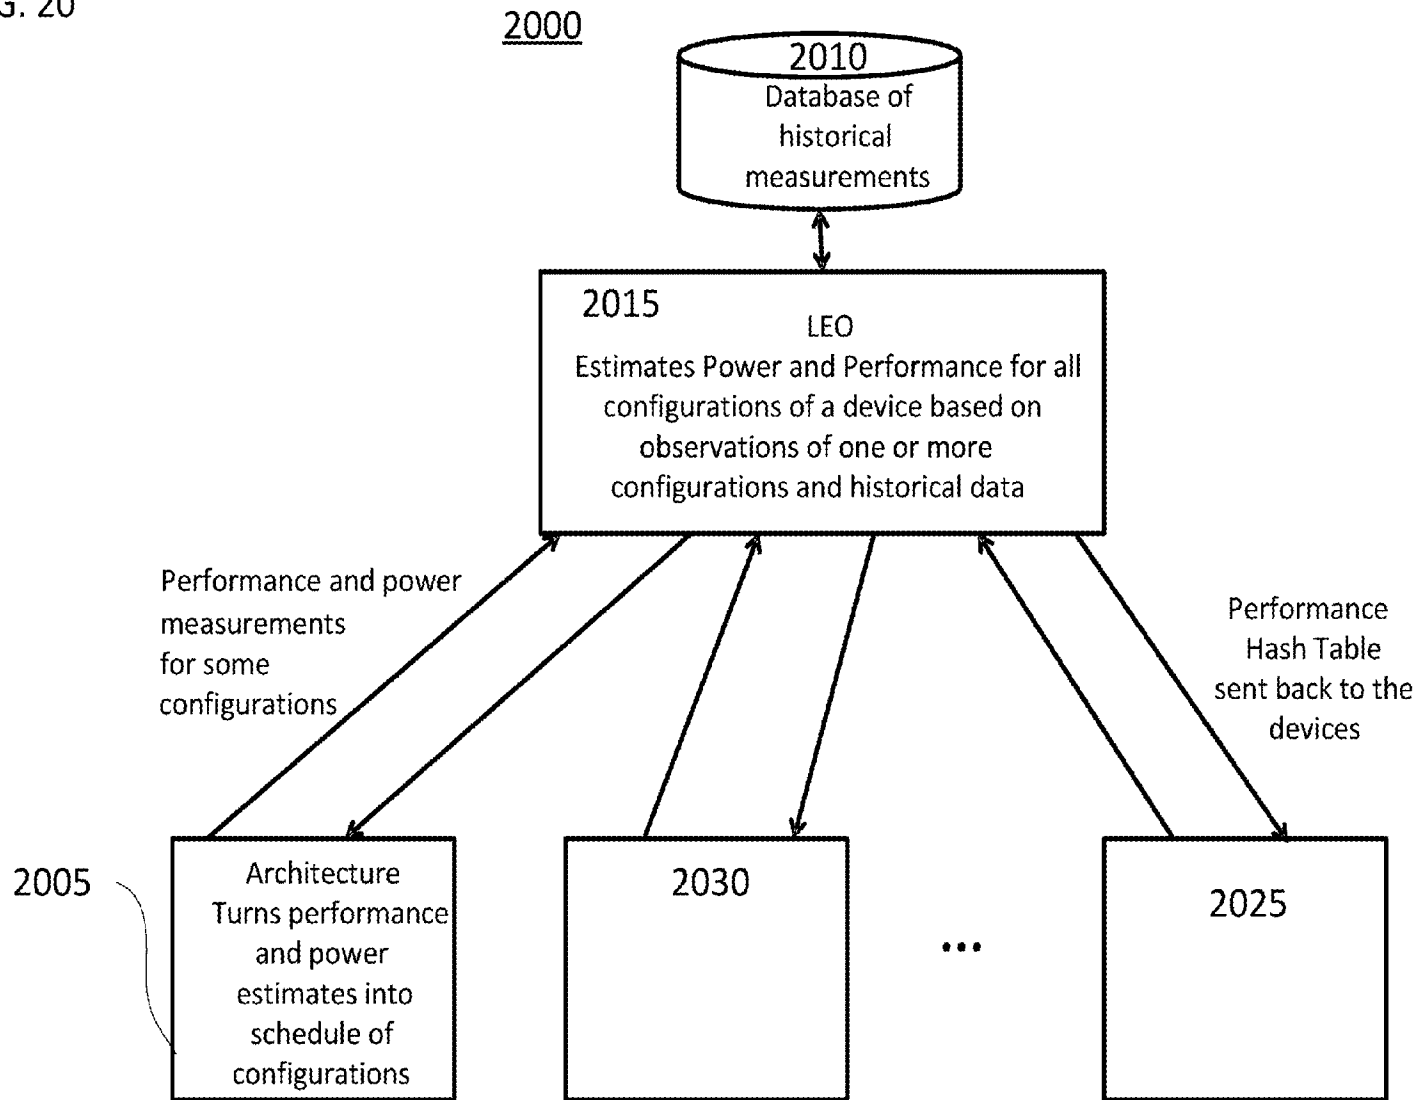 G. 20
2000
2010
Database of
historical
measurements
2015
LEO
Estimates Power and Performance for all
configurations of a device based on
observations of one or more
configurations and historical data
Performance and power
measurements
for some
configurations
Performance
Hash Table
sent back to the
devices
2005
Architecture
Turns performance
and power
estimates into
schedule of
configurations
2030
...
2025